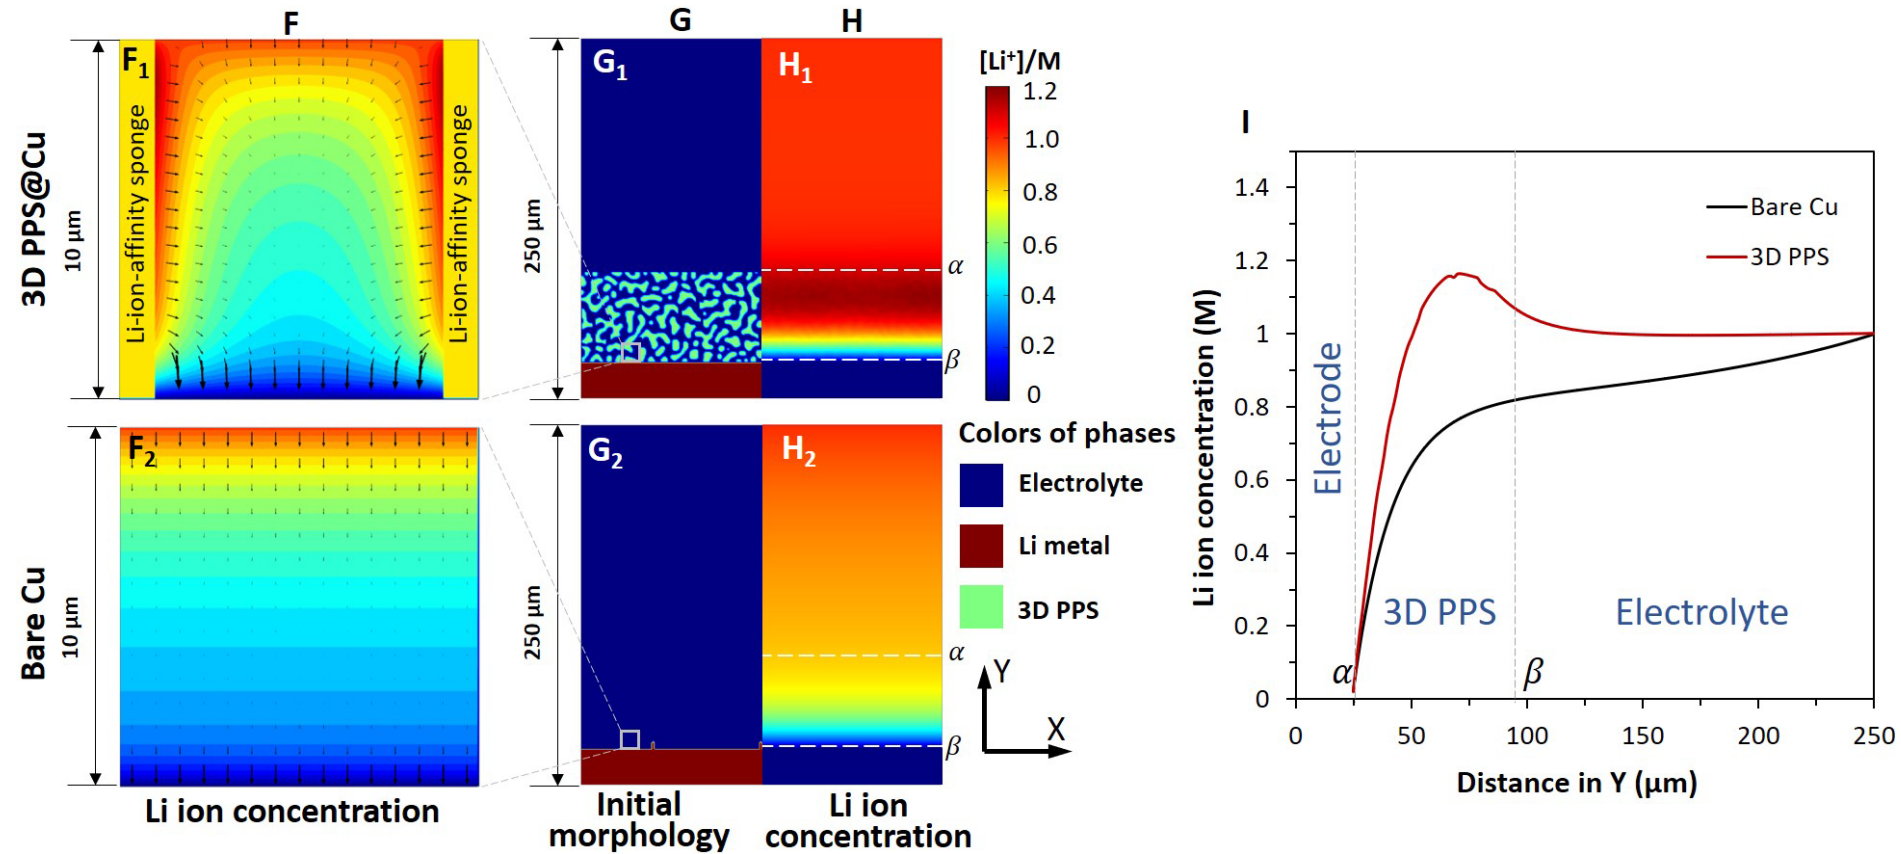 F
G
H
3D PPS@Cu
10 μm
F1
Li-ion-affinity sponge
Li-ion-affinity sponge
250 μm
G1
H1
α
β
[Li⁺]/M
1.2
1.0
0.8
0.6
0.4
0.2
0
Bare Cu
10 μm
F2
Li ion concentration
250 μm
G2
H2
α
β
Initial
morphology
Li ion
concentration
Colors of phases
Electrolyte
Li metal
3D PPS
Y
X
I
Li ion concentration (M)
1.4
1.2
1
0.8
0.6
0.4
0.2
0
Bare Cu
3D PPS
Electrode
3D PPS
Electrolyte
α
β
0
50
100
150
200
250
Distance in Y (μm)